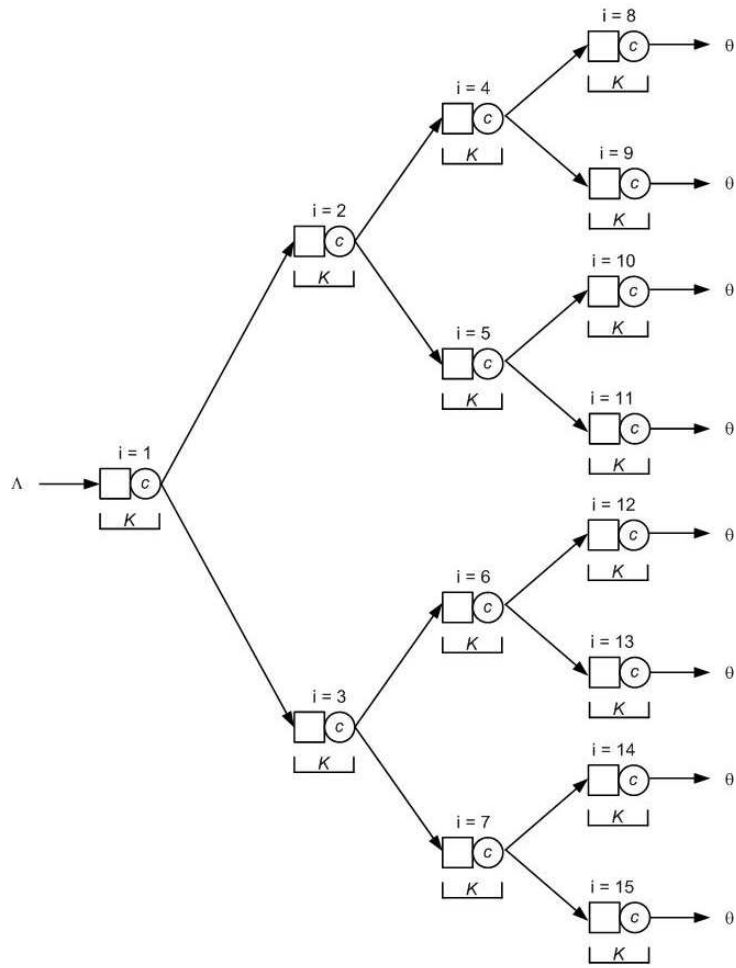 i = 8
c
θ
K
i = 4
c
K
i = 9
c
θ
K
i = 2
c
K
i = 10
c
θ
K
i = 5
c
K
i = 11
c
θ
K
i = 1
Λ
c
K
i = 12
c
θ
K
i = 6
c
K
i = 13
c
θ
K
i = 3
c
K
i = 14
c
θ
K
i = 7
c
K
i = 15
c
θ
K